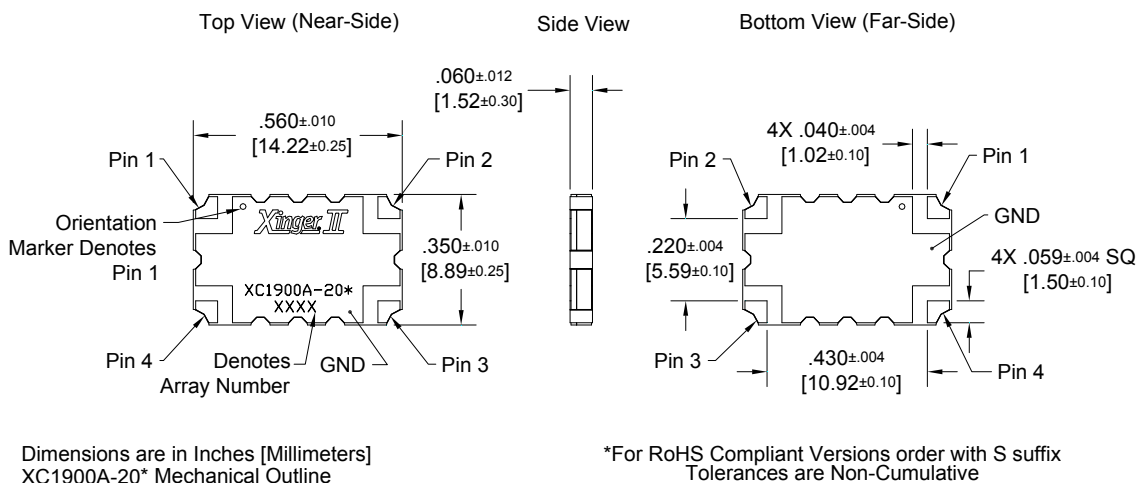 Top View (Near-Side)
Side View
Bottom View (Far-Side)
.560±.010
[14.22±0.25]
.060±.012
[1.52±0.30]
4X .040±.004
[1.02±0.10]
Pin 1
Pin 2
Pin 2
Pin 1
Orientation
Marker Denotes
Pin 1
Xinger II
XC1900A-20*
XXXX
.350±.010
[8.89±0.25]
.220±.004
[5.59±0.10]
GND
4X .059±.004 SQ
[1.50±0.10]
Pin 4
Denotes
Array Number
GND
Pin 3
Pin 3
.430±.004
[10.92±0.10]
Pin 4
Dimensions are in Inches [Millimeters]
XC1900A-20* Mechanical Outline
*For RoHS Compliant Versions order with S suffix
Tolerances are Non-Cumulative